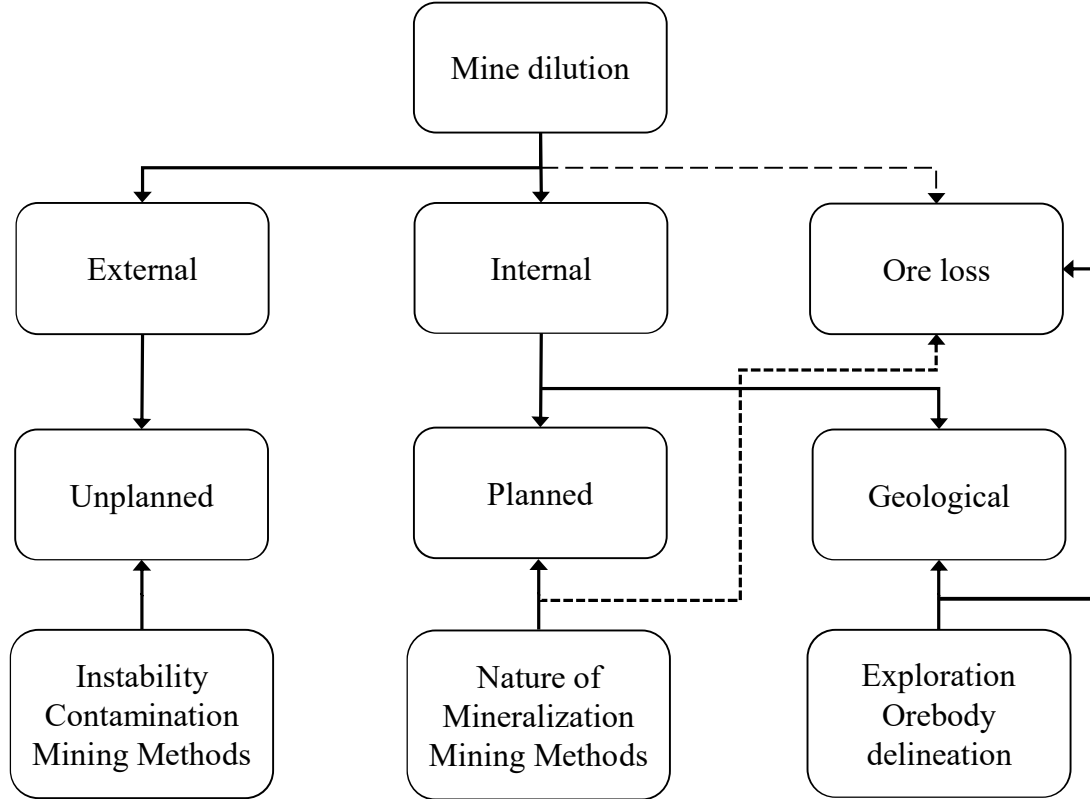 Mine dilution
External
Internal
Ore loss
Unplanned
Planned
Geological
Instability
Contamination
Mining Methods
Nature of
Mineralization
Mining Methods
Exploration
Orebody
delineation